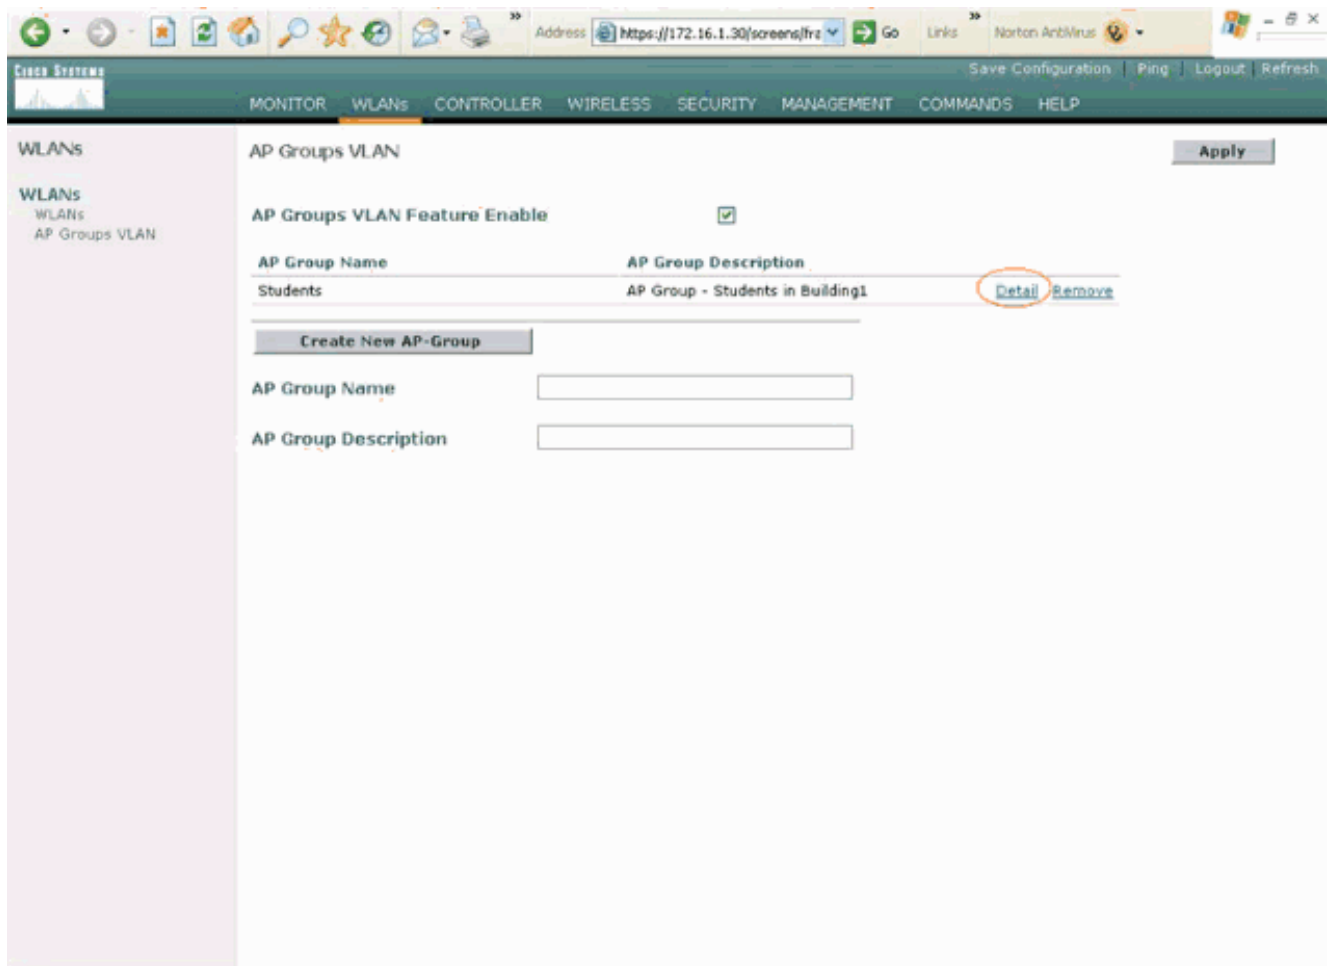 » Address https://172.16.1.30/screens/fra Go Links » Norton AntiVirus
CISCO SYSTEMS
Save Configuration | Ping | Logout | Refresh
MONITOR WLANs CONTROLLER WIRELESS SECURITY MANAGEMENT COMMANDS HELP
WLANs
WLANs
WLANs
AP Groups VLAN
AP Groups VLAN
Apply
AP Groups VLAN Feature Enable
AP Group Name AP Group Description
Students AP Group - Students in Building1 Detail Remove
Create New AP-Group
AP Group Name
AP Group Description